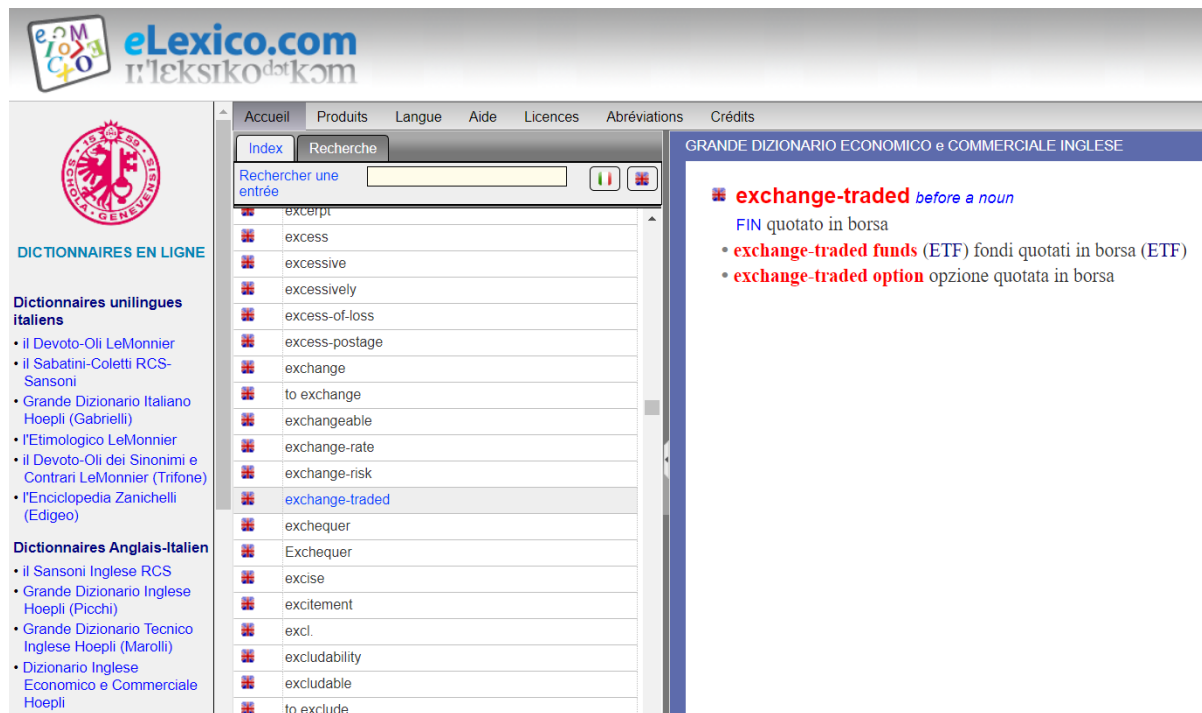 eLexico.com
ɪ:'leksɪkoʊdɒtkɒm
SCHOLA GENEVENSIS
1559
DICTIONNAIRES EN LIGNE
Dictionnaires unilingues
italiens
• il Devoto-Oli LeMonnier
• il Sabatini-Coletti RCS-
Sansoni
• Grande Dizionario Italiano
Hoepli (Gabrielli)
• l'Etimologico LeMonnier
• il Devoto-Oli dei Sinonimi e
Contrari LeMonnier (Trifone)
• l'Enciclopedia Zanichelli
(Edigeo)
Dictionnaires Anglais-Italien
• il Sansoni Inglese RCS
• Grande Dizionario Inglese
Hoepli (Picchi)
• Grande Dizionario Tecnico
Inglese Hoepli (Marolli)
• Dizionario Inglese
Economico e Commerciale
Hoepli
Accueil Produits Langue Aide Licences Abréviations Crédits
Index Recherche
Rechercher une
entrée
excerpt
excess
excessive
excessively
excess-of-loss
excess-postage
exchange
to exchange
exchangeable
exchange-rate
exchange-risk
exchange-traded
exchequer
Exchequer
excise
excitement
excl.
excludability
excludable
to exclude
GRANDE DIZIONARIO ECONOMICO e COMMERCIALE INGLESE
exchange-traded before a noun
FIN quotato in borsa
• exchange-traded funds (ETF) fondi quotati in borsa (ETF)
• exchange-traded option opzione quotata in borsa